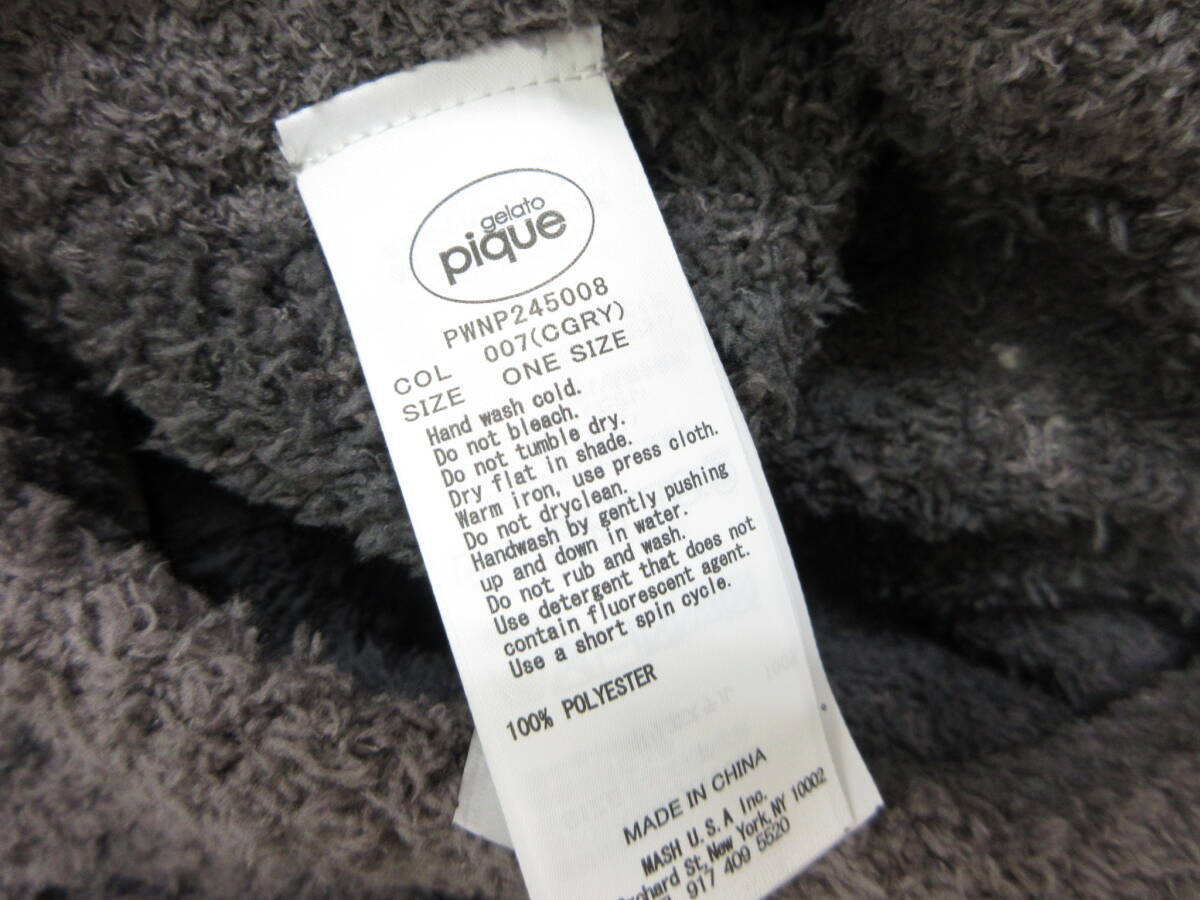 gelato
pique
PWNP245008
COL 007(CGRY)
SIZE ONE SIZE
Hand wash cold.
Do not bleach.
Do not tumble dry.
Dry flat in shade.
Warm iron, use press cloth.
Do not dryclean.
Handwash by gently pushing
up and down in water.
Do not rub and wash.
Use detergent that does not
contain fluorescent agent.
Use a short spin cycle.
100% POLYESTER
MADE IN CHINA
MASH U.S.A Inc.
St, New York, NY 10002
917 409 5520